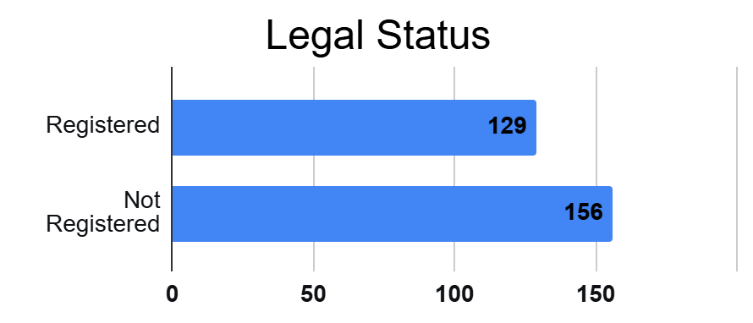 Legal Status
Registered
129
Not
Registered
156
0
50
100
150